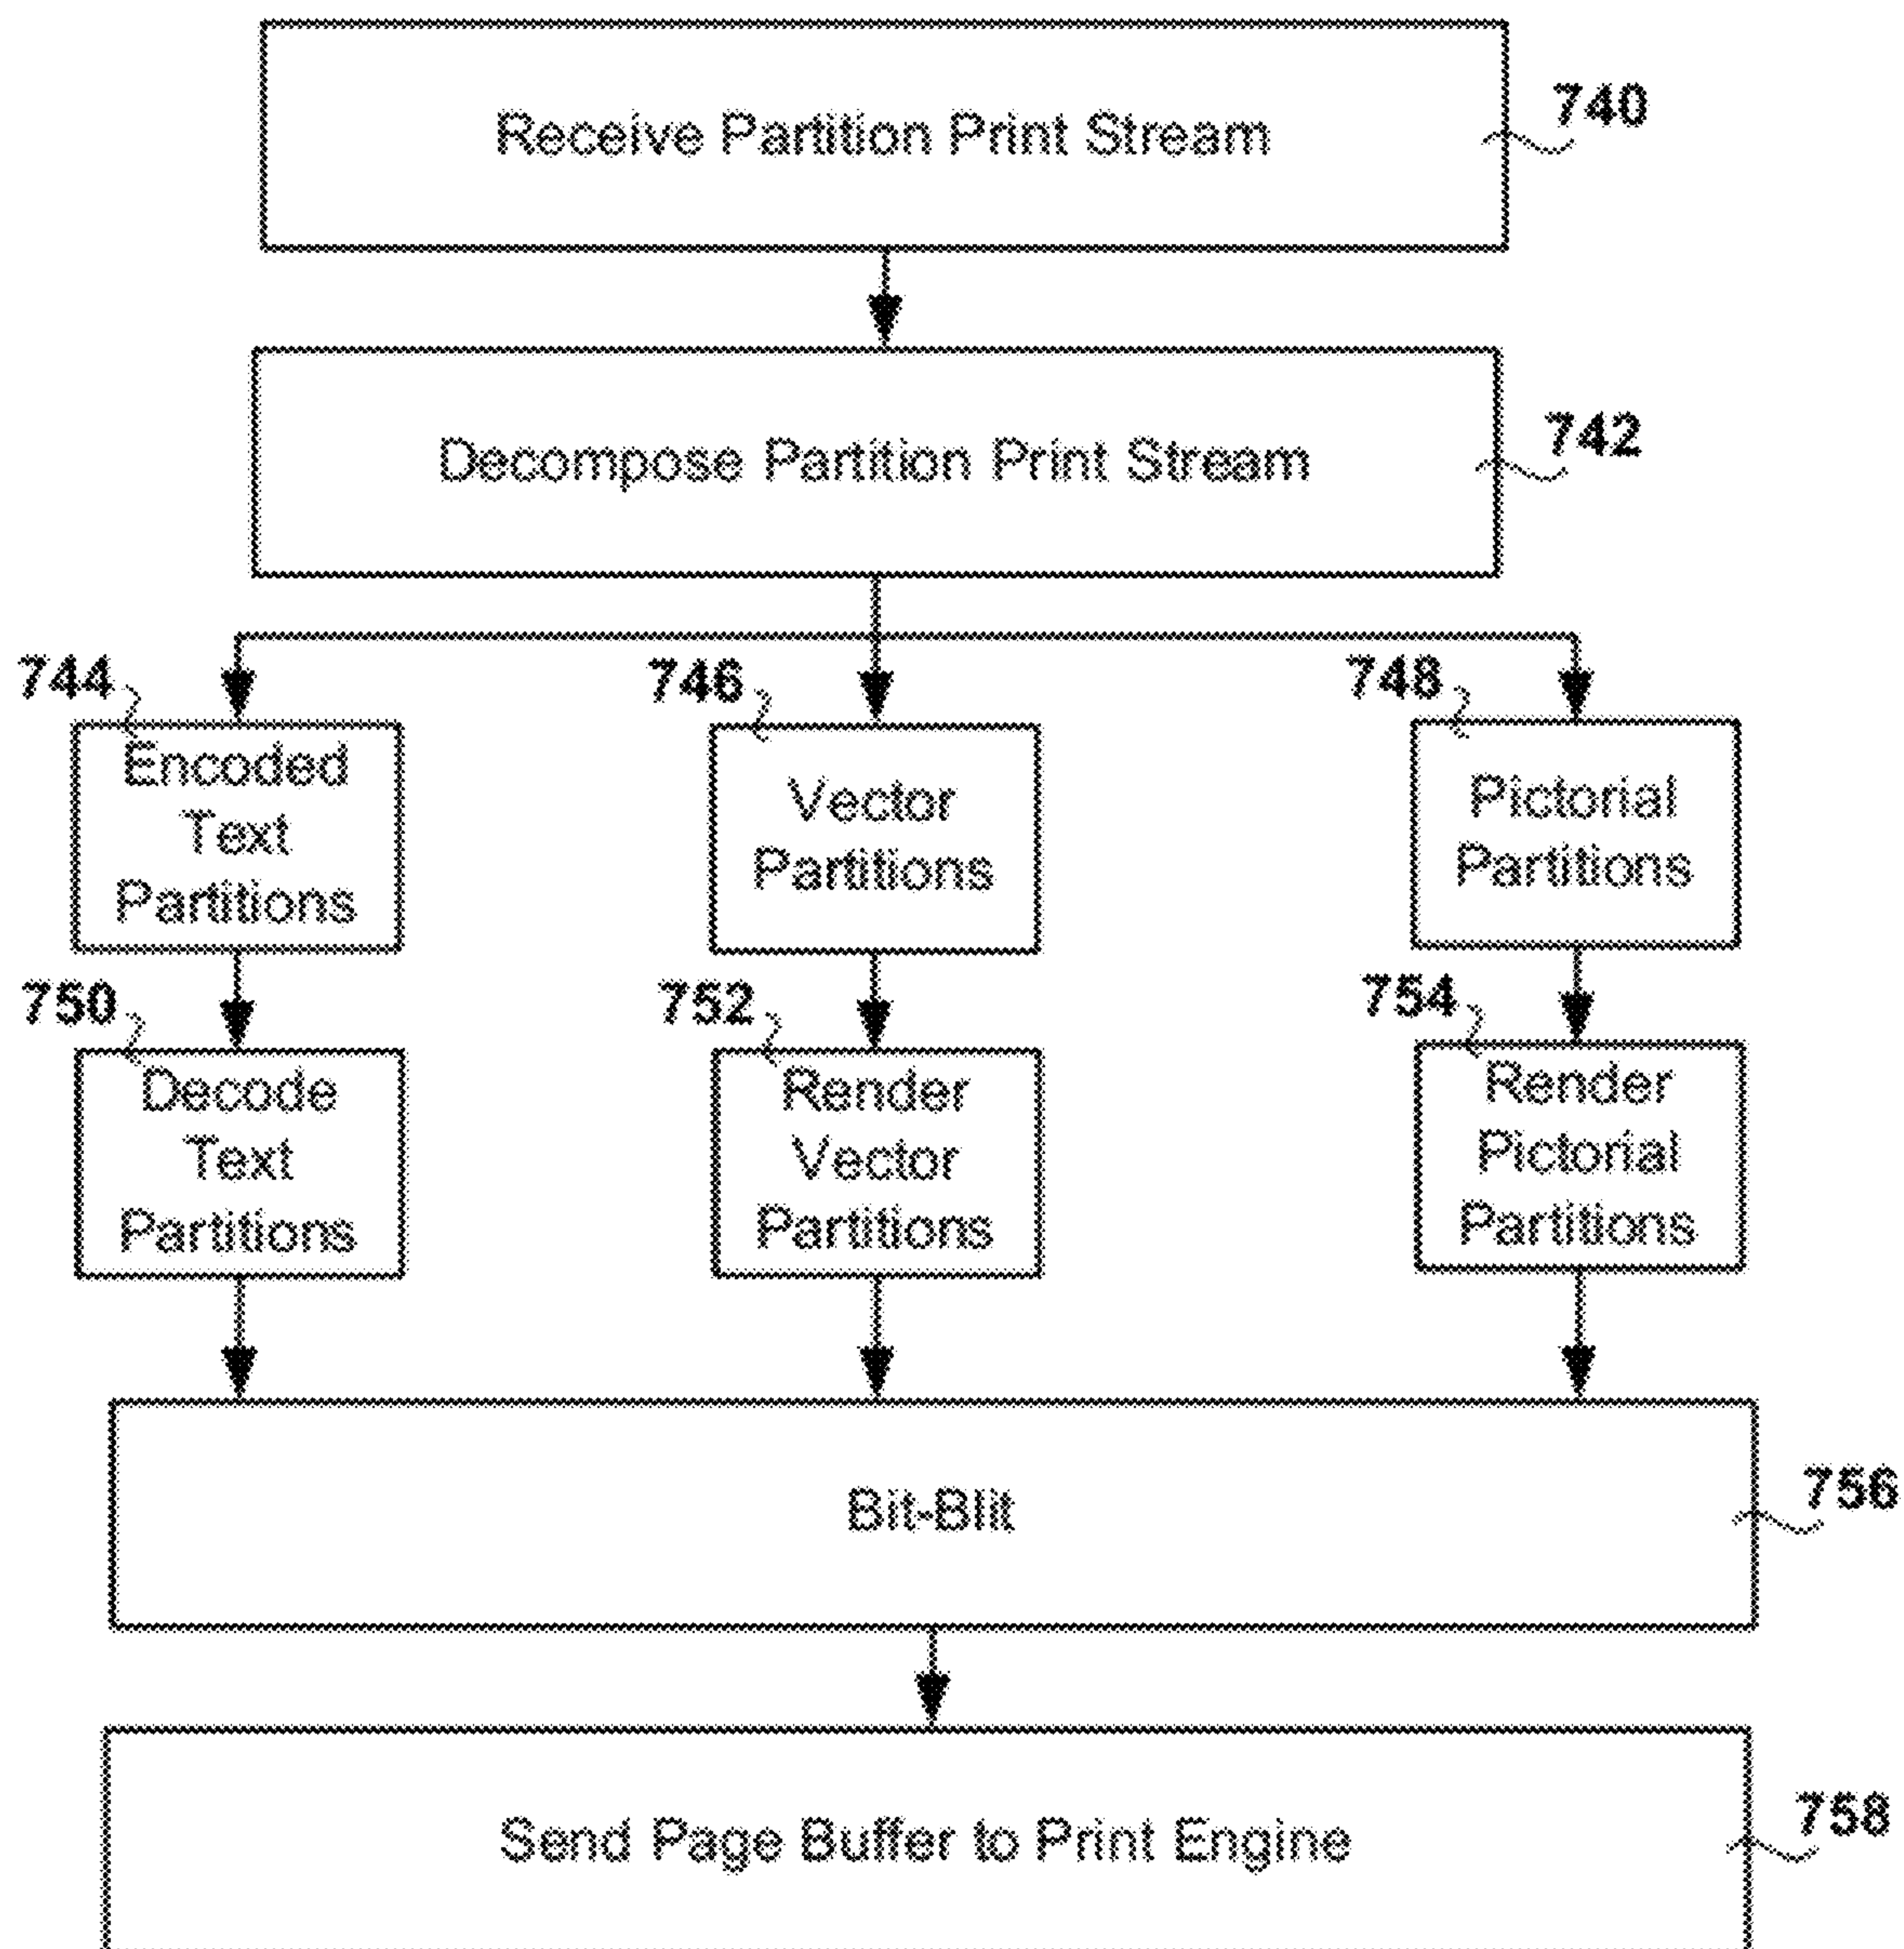 Receive Partition Print Stream
740
Decompose Partition Print Stream
742
744
Encoded
Text
Partitions
746
Vector
Partitions
748
Pictorial
Partitions
750
Decode
Text
Partitions
752
Render
Vector
Partitions
754
Render
Pictorial
Partitions
Bit-Blit
756
Send Page Buffer to Print Engine
758